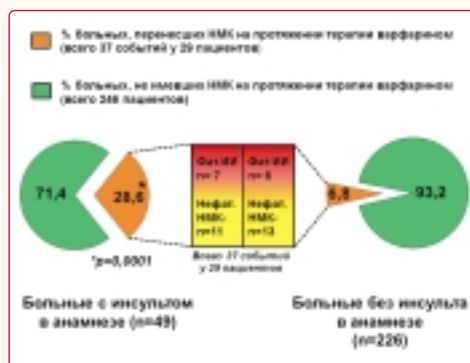 % больных, перенесших НМК на протяжении терапии варфарином
(всего 37 событий у 29 пациентов)
% больных, не имевших НМК на протяжении терапии варфарином
(всего 246 пациентов)
71,4
28,6*
*p=0,0001
Фат ИИ
n= 7
Фат ИИ
n= 6
Нефат.
НМК-
n=11
Нефат.
НМК-
n=13
Всего 37 событий
у 29 пациентов
6,8
93,2
Больные с инсультом
в анамнезе (n=49)
Больные без инсульта
в анамнезе
(n=226)